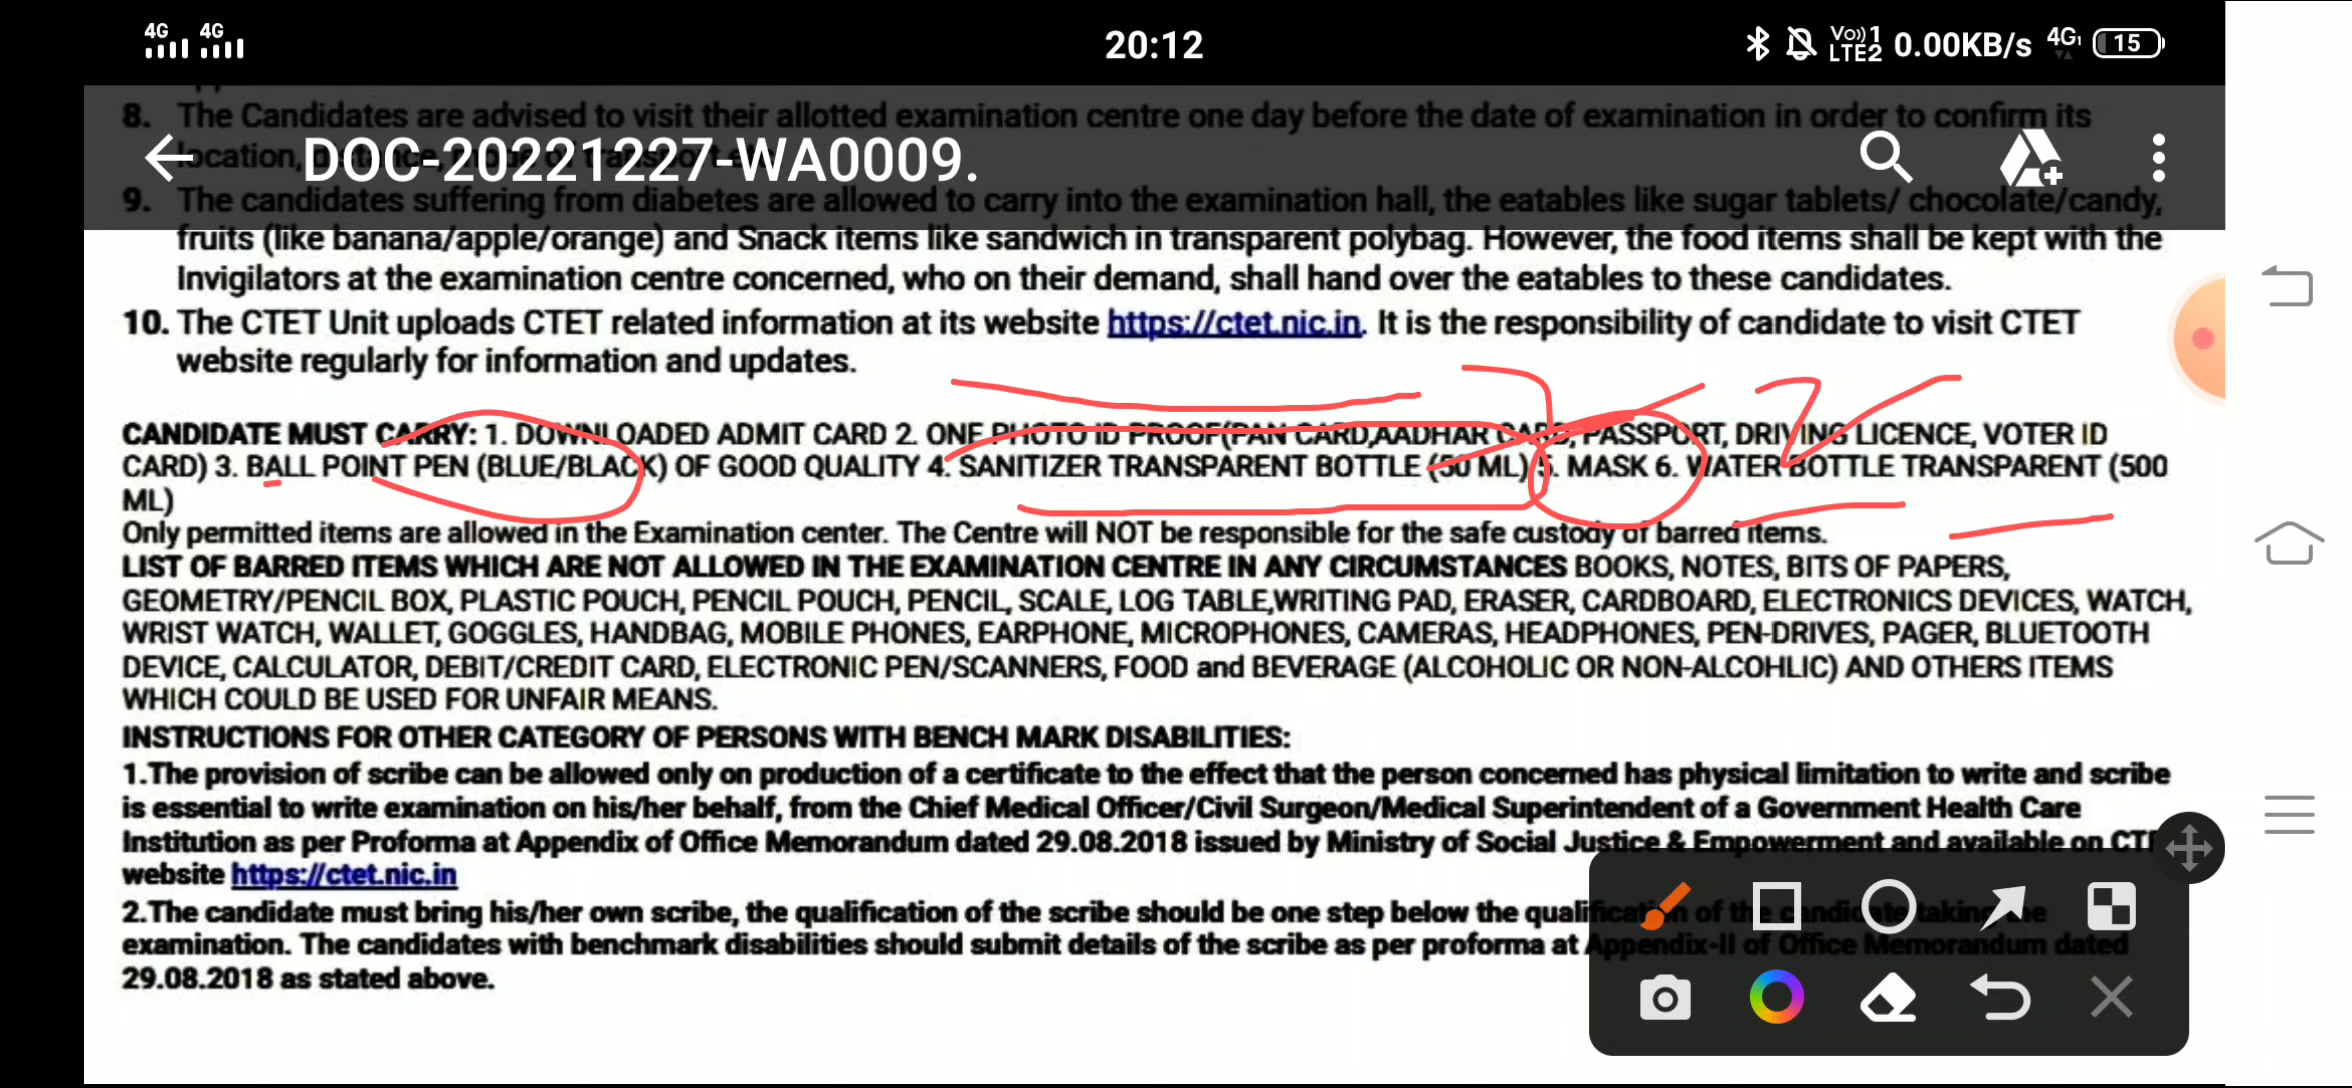 4G 4G 20:12 Vo))1 LTE2 0.00KB/s 4G1 15
8. The Candidates are advised to visit their allotted examination centre one day before the date of examination in order to confirm its
location,
DOC-20221227-WA0009.
9. The candidates suffering from diabetes are allowed to carry into the examination hall, the eatables like sugar tablets/ chocolate/candy,
fruits (like banana/apple/orange) and Snack items like sandwich in transparent polybag. However, the food items shall be kept with the
Invigilators at the examination centre concerned, who on their demand, shall hand over the eatables to these candidates.
10. The CTET Unit uploads CTET related information at its website https://ctet.nic.in. It is the responsibility of candidate to visit CTET
website regularly for information and updates.
CANDIDATE MUST CARRY: 1. DOWNLOADED ADMIT CARD 2. ONE PHOTO ID PROOF(PAN CARD,AADHAR CARD, PASSPORT, DRIVING LICENCE, VOTER ID
CARD) 3. BALL POINT PEN (BLUE/BLACK) OF GOOD QUALITY 4. SANITIZER TRANSPARENT BOTTLE (50 ML) 5. MASK 6. WATER BOTTLE TRANSPARENT (500
ML)
Only permitted items are allowed in the Examination center. The Centre will NOT be responsible for the safe custody of barred items.
LIST OF BARRED ITEMS WHICH ARE NOT ALLOWED IN THE EXAMINATION CENTRE IN ANY CIRCUMSTANCES BOOKS, NOTES, BITS OF PAPERS,
GEOMETRY/PENCIL BOX, PLASTIC POUCH, PENCIL POUCH, PENCIL, SCALE, LOG TABLE,WRITING PAD, ERASER, CARDBOARD, ELECTRONICS DEVICES, WATCH,
WRIST WATCH, WALLET, GOGGLES, HANDBAG, MOBILE PHONES, EARPHONE, MICROPHONES, CAMERAS, HEADPHONES, PEN-DRIVES, PAGER, BLUETOOTH
DEVICE, CALCULATOR, DEBIT/CREDIT CARD, ELECTRONIC PEN/SCANNERS, FOOD and BEVERAGE (ALCOHOLIC OR NON-ALCOHLIC) AND OTHERS ITEMS
WHICH COULD BE USED FOR UNFAIR MEANS.
INSTRUCTIONS FOR OTHER CATEGORY OF PERSONS WITH BENCH MARK DISABILITIES:
1.The provision of scribe can be allowed only on production of a certificate to the effect that the person concerned has physical limitation to write and scribe
is essential to write examination on his/her behalf, from the Chief Medical Officer/Civil Surgeon/Medical Superintendent of a Government Health Care
Institution as per Proforma at Appendix of Office Memorandum dated 29.08.2018 issued by Ministry of Social Justice & Empowerment and available on
website https://ctet.nic.in
2.The candidate must bring his/her own scribe, the qualification of the scribe should be one step below the qualification of the candidate taking the
examination. The candidates with benchmark disabilities should submit details of the scribe as per proforma at Appendix-II of Office Memorandum dated
29.08.2018 as stated above.